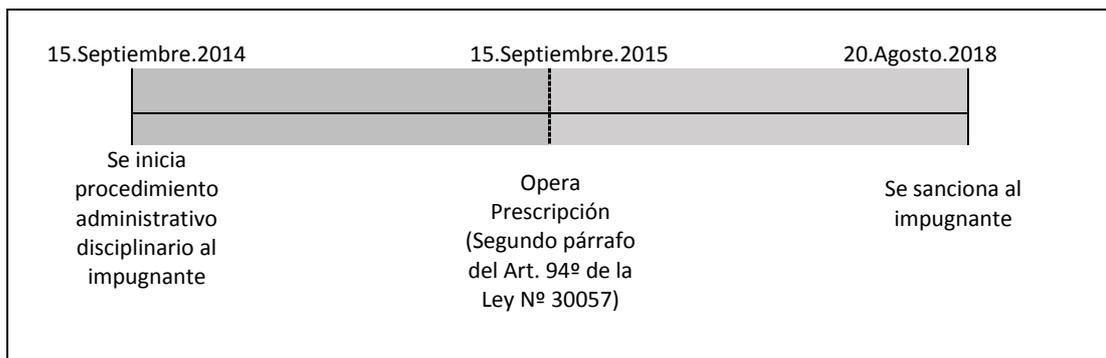 15.Septiembre.2014
15.Septiembre.2015
20.Agosto.2018
Se inicia
procedimiento
administrativo
disciplinario al
impugnante
Opera
Prescripción
(Segundo párrafo
del Art. 94º de la
Ley Nº 30057)
Se sanciona al
impugnante